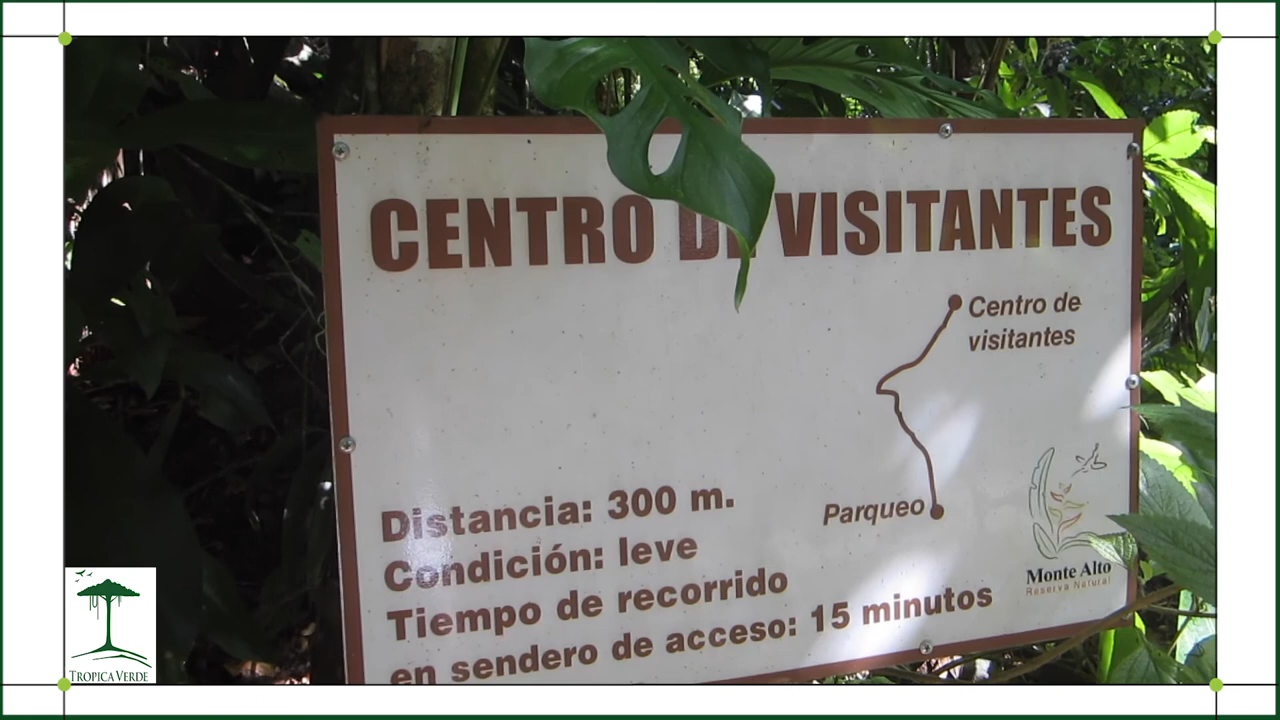 CENTRO DE VISITANTES
Centro de
visitantes
Parqueo
Distancia: 300 m.
Condición: leve
Tiempo de recorrido
en sendero de acceso: 15 minutos
Monte Alto
Reserva Natural
TROPICA VERDE